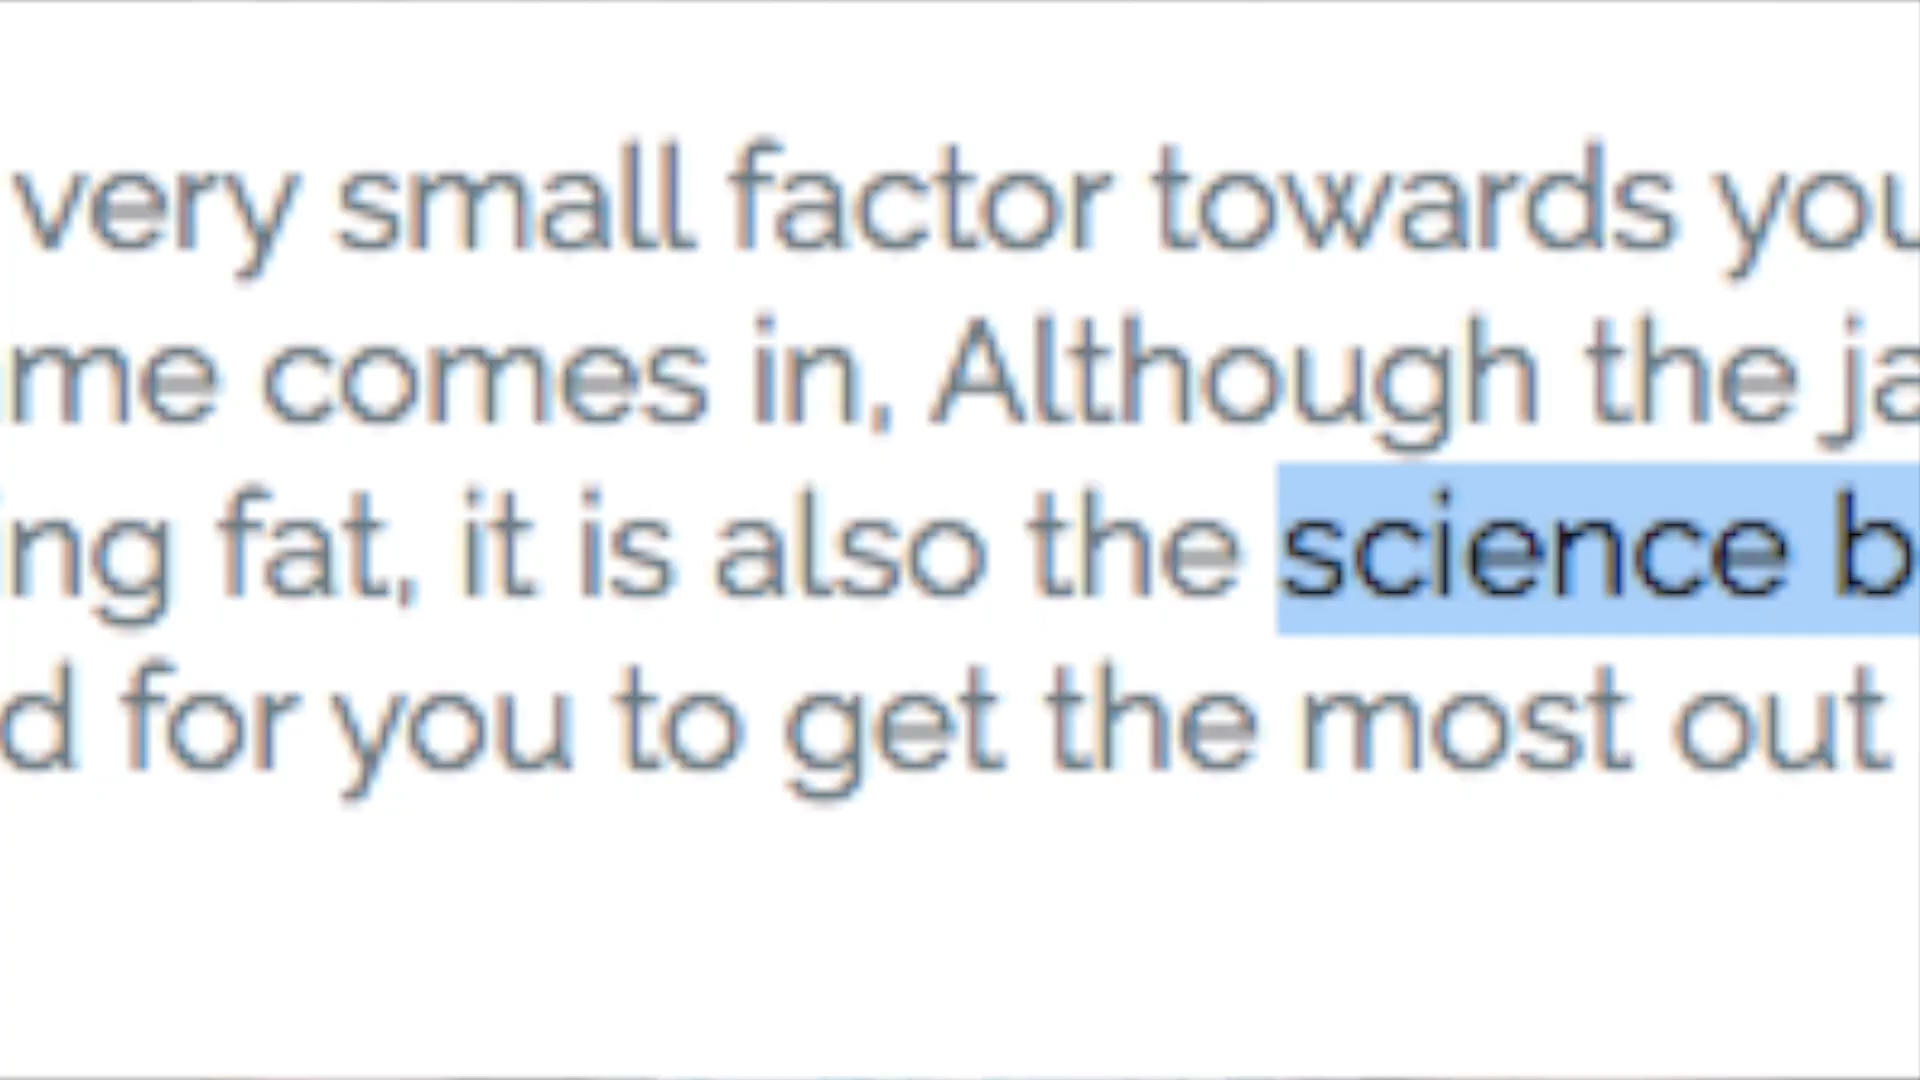 very small factor towards you
me comes in, Although the ja
ing fat, it is also the science b
d for you to get the most out